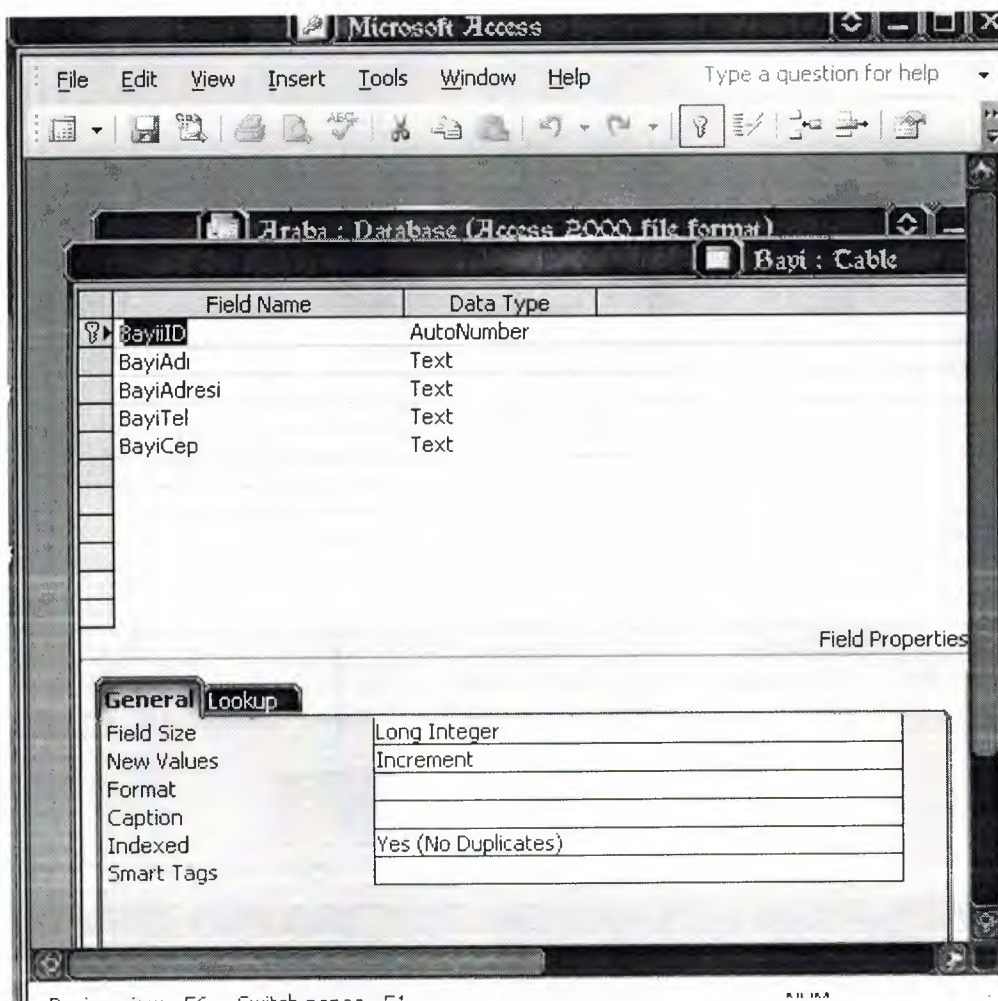 Microsoft Access
File Edit View Insert Tools Window Help Type a question for help
Araba : Database (Access 2000 file format)
Bayi : Table
Field Name Data Type
BayiiID AutoNumber
BayiAdı Text
BayiAdresi Text
BayiTel Text
BayiCep Text
Field Properties
General Lookup
Field Size Long Integer
New Values Increment
Format
Caption
Indexed Yes (No Duplicates)
Smart Tags
NUM